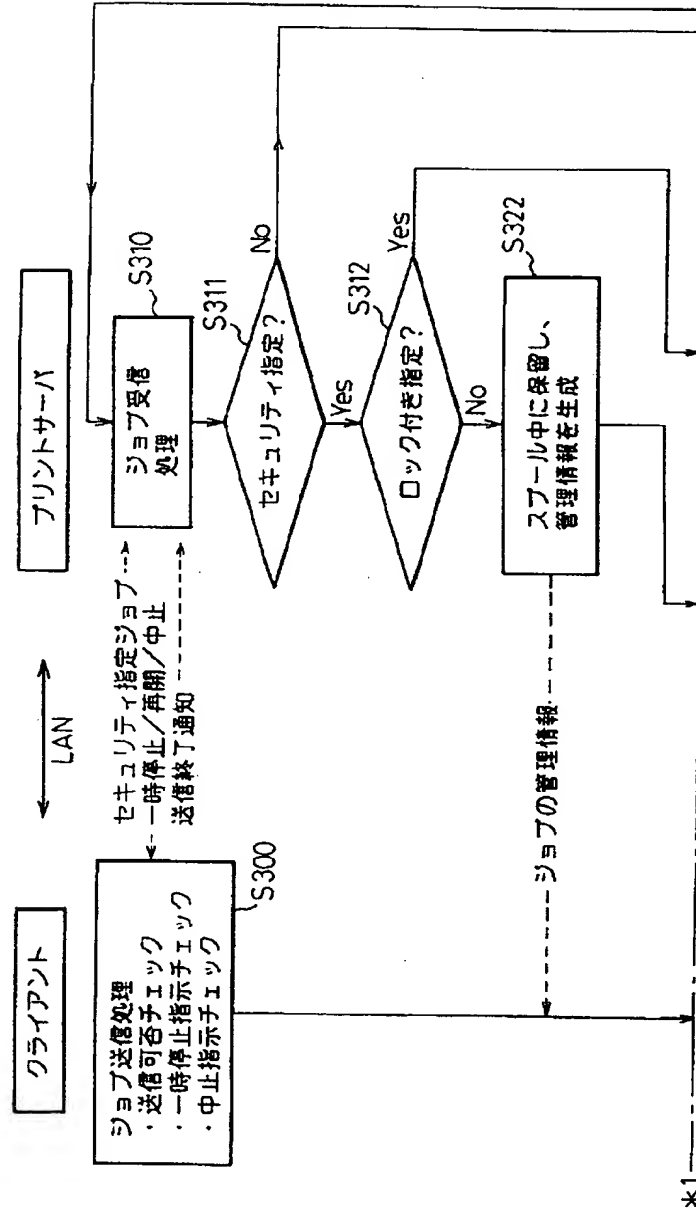 クライアント
LAN
プリントサーバ
ジョブ送信処理
・送信可否チェック
・一時停止指示チェック
・中止指示チェック
S300
セキュリティ指定ジョブ
一時停止/再開/中止
送信終了通知
ジョブ受信
処理
S310
セキュリティ指定?
S311
No
Yes
ロック付き指定?
S312
Yes
No
スプール中に保留し、
管理情報を生成
S322
ジョブの管理情報
*1